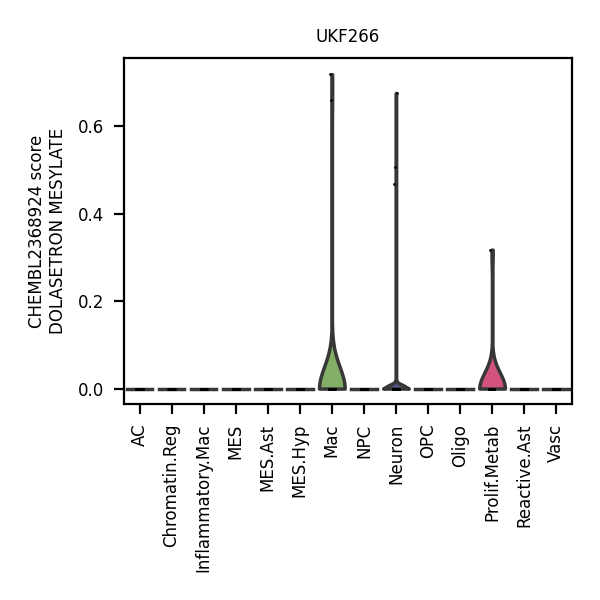 UKF266
CHEMBL2368924 score
DOLASETRON MESYLATE
0.6
0.4
0.2
0.0
AC
Chromatin.Reg
Inflammatory.Mac
MES
MES.Ast
MES.Hyp
Mac
NPC
Neuron
OPC
Oligo
Prolif.Metab
Reactive.Ast
Vasc